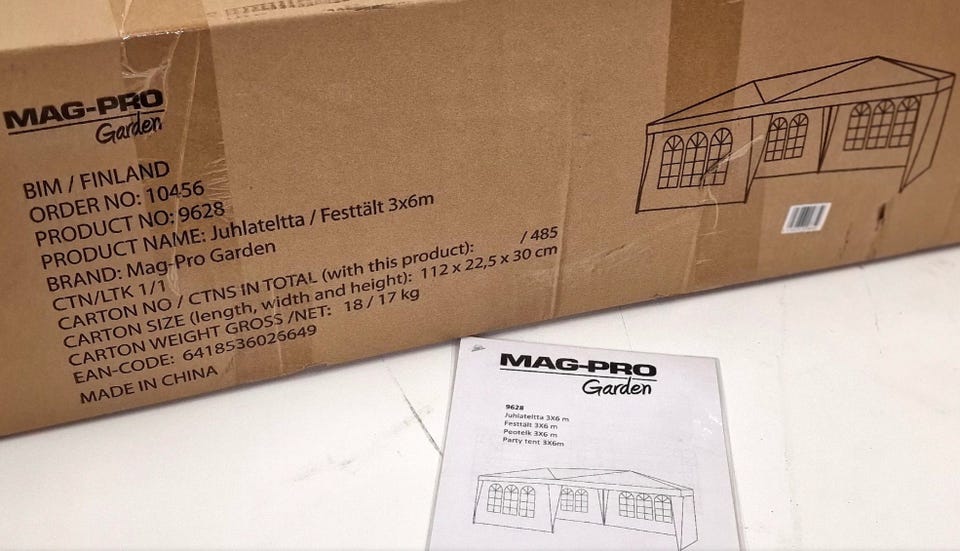 MAG-PRO
Garden
BIM / FINLAND
ORDER NO: 10456
PRODUCT NO: 9628
PRODUCT NAME: Juhlateltta / Festtält 3x6m
BRAND: Mag-Pro Garden
CTN/LTK 1/1
CARTON NO / CTNS IN TOTAL (with this product): / 485
CARTON SIZE (length, width and height): 112 x 22,5 x 30 cm
CARTON WEIGHT GROSS /NET: 18 / 17 kg
EAN-CODE: 6418536026649
MADE IN CHINA
MAG-PRO
Garden
9628
Juhlateltta 3X6 m
Festtält 3X6 m
Peotelk 3X6 m
Party tent 3X6m